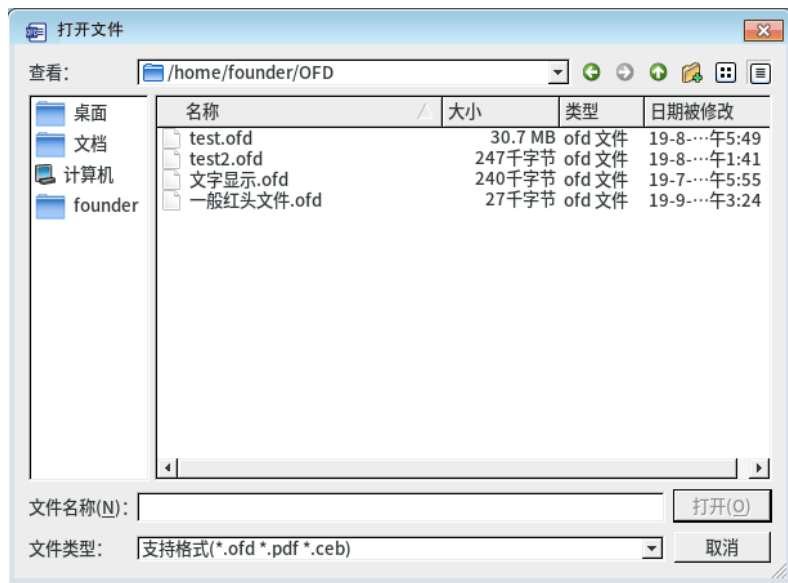 打开文件
查看: /home/founder/OFD
桌面
文档
计算机
founder
名称 大小 类型 日期被修改
test.ofd 30.7 MB ofd 文件 19-8-…午5:49
test2.ofd 247千字节 ofd 文件 19-8-…午1:41
文字显示.ofd 240千字节 ofd 文件 19-7-…午5:55
一般红头文件.ofd 27千字节 ofd 文件 19-9-…午3:24
文件名称(N): 打开(O)
文件类型: 支持格式(*.ofd *.pdf *.ceb) 取消